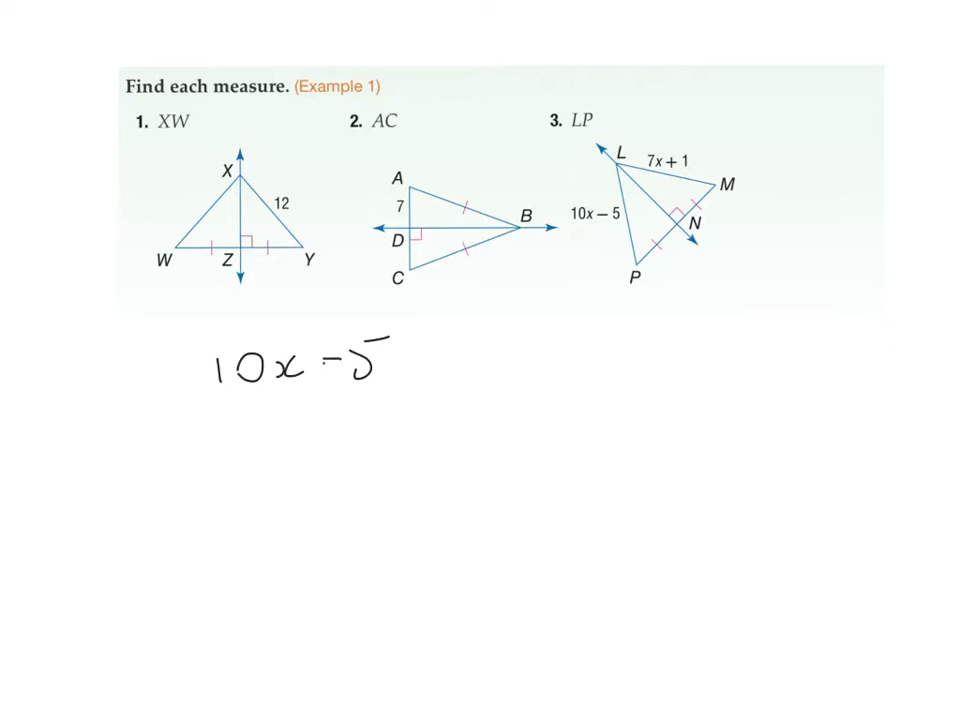 Find each measure. (Example 1)
1. XW
2. AC
3. LP
X
12
W
Z
Y
A
7
B
D
C
L
7x + 1
M
10x – 5
N
P
10x - 5